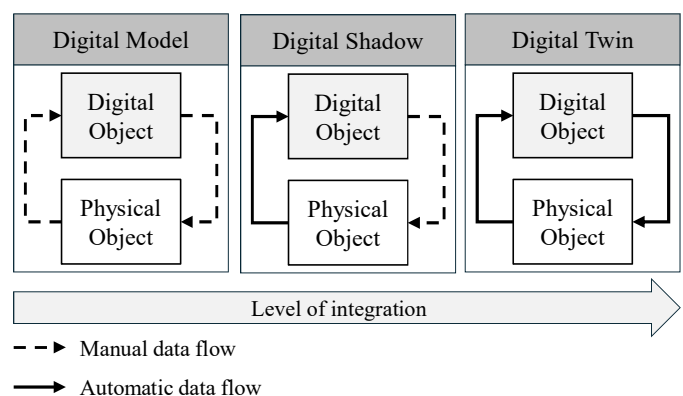 Digital Model
Digital Shadow
Digital Twin
Digital
Object
Physical
Object
Digital
Object
Physical
Object
Digital
Object
Physical
Object
Level of integration
Manual data flow
Automatic data flow